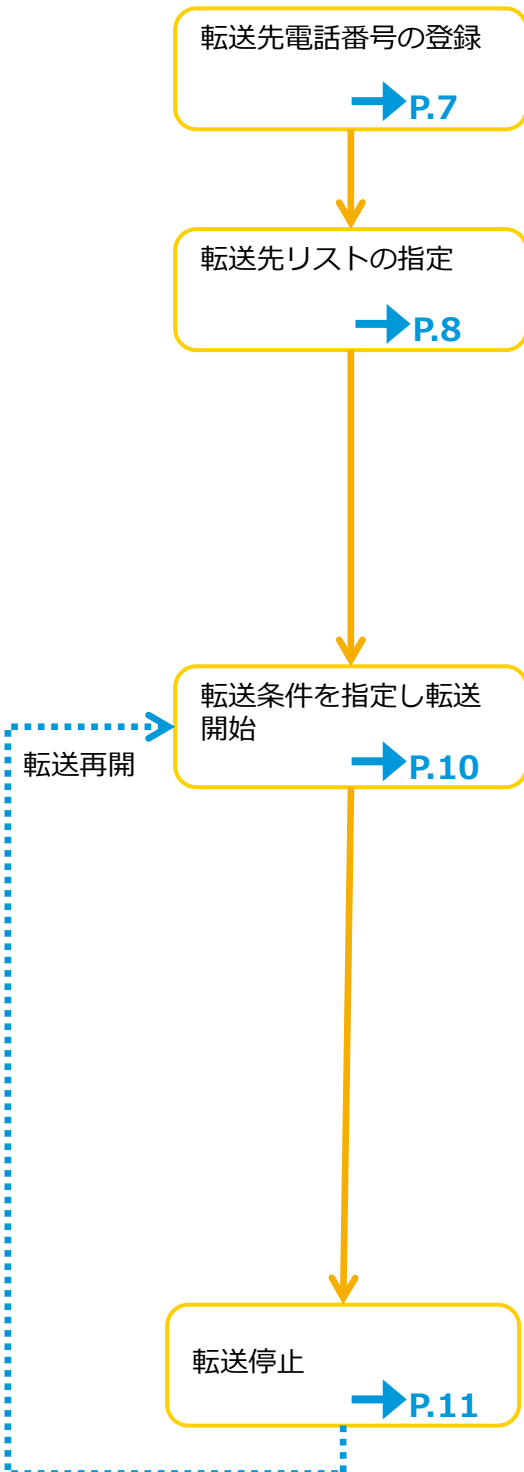 転送先電話番号の登録
P.7
転送先リストの指定
P.8
転送条件を指定し転送
開始
P.10
転送再開
転送停止
P.11